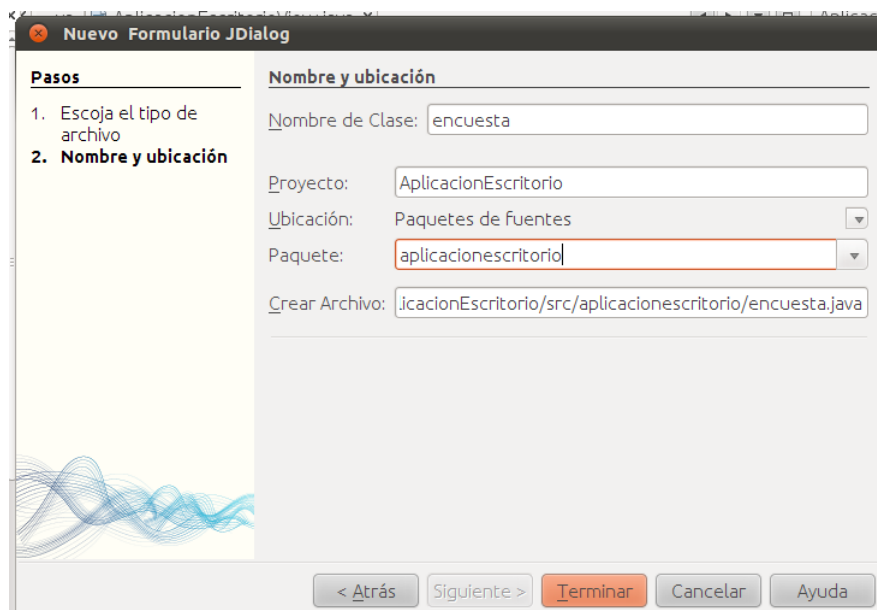 Nuevo Formulario JDialog
Pasos
1. Escoja el tipo de
archivo
2. Nombre y ubicación
Nombre y ubicación
Nombre de Clase: encuesta
Proyecto: AplicacionEscritorio
Ubicación: Paquetes de fuentes
Paquete: aplicacionescritorio
Crear Archivo: .icacionEscritorio/src/aplicacionescritorio/encuesta.java
< Atrás Siguiente > Terminar Cancelar Ayuda